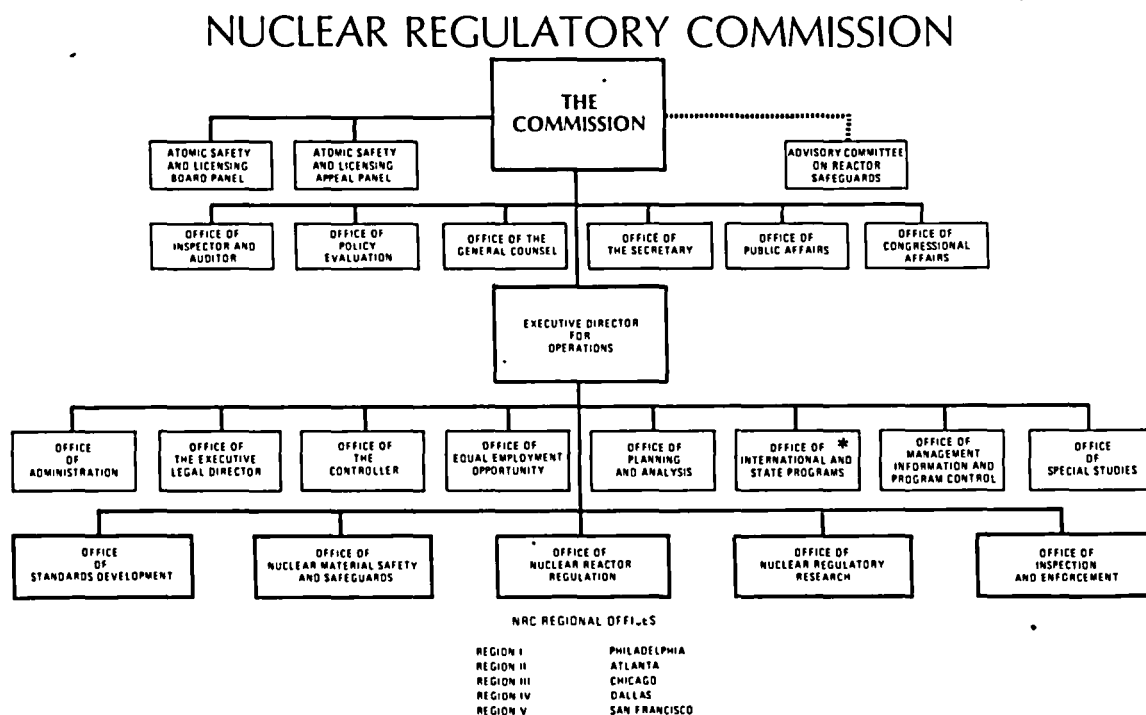 NUCLEAR REGULATORY COMMISSION
THE
COMMISSION
ATOMIC SAFETY
AND LICENSING
BOARD PANEL
ATOMIC SAFETY
AND LICENSING
APPEAL PANEL
ADVISORY COMMITTEE
ON REACTOR
SAFEGUARDS
OFFICE OF
INSPECTOR AND
AUDITOR
OFFICE OF
POLICY
EVALUATION
OFFICE OF THE
GENERAL COUNSEL
OFFICE OF
THE SECRETARY
OFFICE OF
PUBLIC AFFAIRS
OFFICE OF
CONGRESSIONAL
AFFAIRS
EXECUTIVE DIRECTOR
FOR
OPERATIONS
OFFICE
OF
ADMINISTRATION
OFFICE OF
THE EXECUTIVE
LEGAL DIRECTOR
OFFICE OF
THE
CONTROLLER
OFFICE OF
EQUAL EMPLOYMENT
OPPORTUNITY
OFFICE OF
PLANNING
AND ANALYSIS
OFFICE OF *
INTERNATIONAL AND
STATE PROGRAMS
OFFICE OF
MANAGEMENT
INFORMATION AND
PROGRAM CONTROL
OFFICE
OF
SPECIAL STUDIES
OFFICE
OF
STANDARDS DEVELOPMENT
OFFICE OF
NUCLEAR MATERIAL SAFETY
AND SAFEGUARDS
OFFICE OF
NUCLEAR REACTOR
REGULATION
OFFICE OF
NUCLEAR REGULATORY
RESEARCH
OFFICE OF
INSPECTION
AND ENFORCEMENT
NRC REGIONAL OFFICES
REGION I PHILADELPHIA
REGION II ATLANTA
REGION III CHICAGO
REGION IV DALLAS
REGION V SAN FRANCISCO